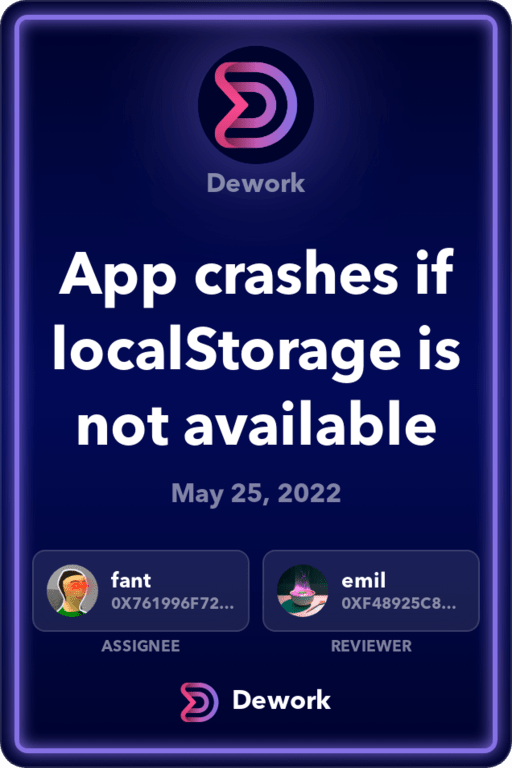 Dework
App crashes if
localStorage is
not available
May 25, 2022
fant
0X761996F72...
emil
0XF48925C8...
ASSIGNEE
REVIEWER
Dework